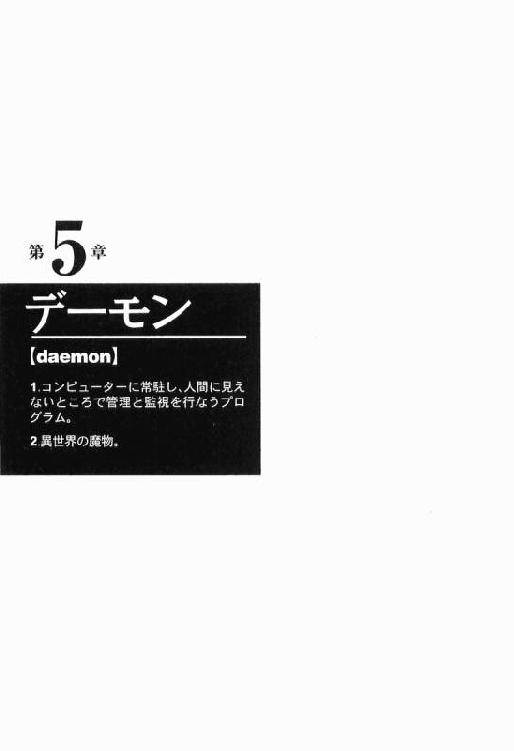 第5章
デーモン
【daemon】
1.コンピューターに常駐し、人間に見え
ないところで管理と監視を行なうプロ
グラム。
2.異世界の魔物。